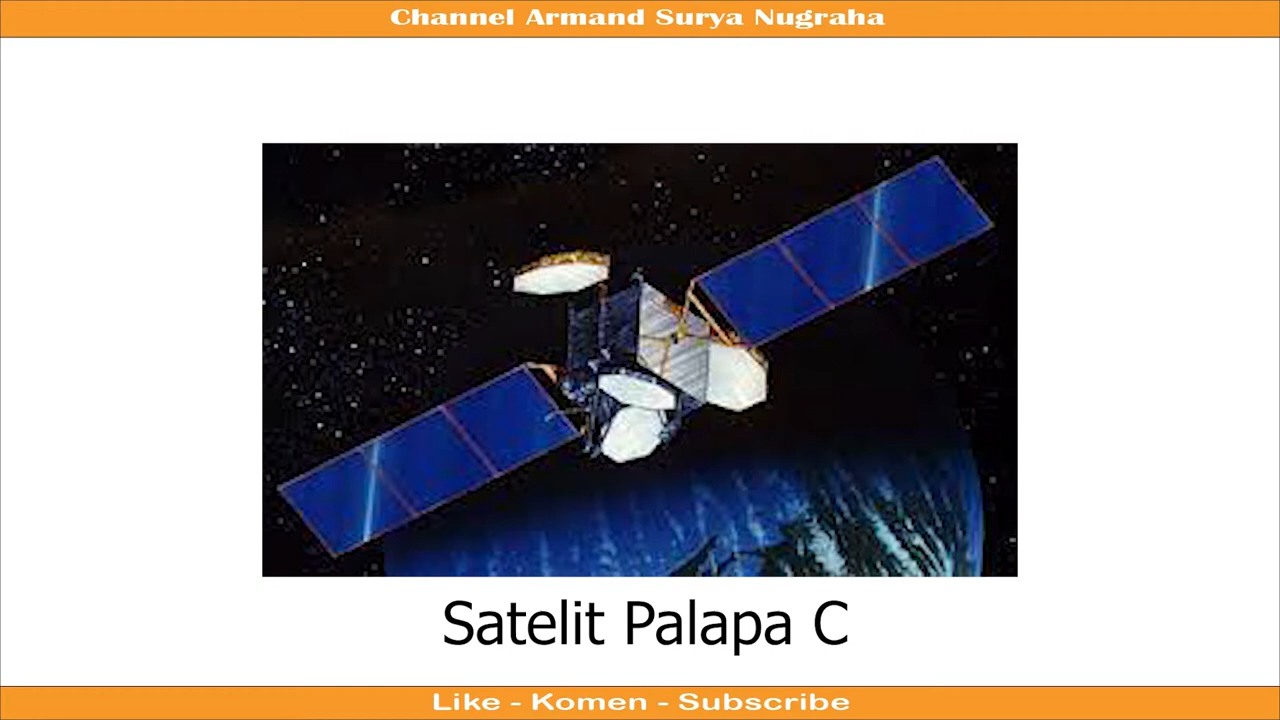 Channel Armand Surya Nugraha
Satelit Palapa C
Like - Komen - Subscribe